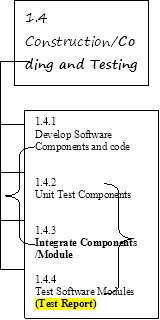 1.4
Construction/Co
ding and Testing
1.4.1
Develop Software
Components and code
1.4.2
Unit Test Components
1.4.3
Integrate Components
/Module
1.4.4
Test Software Modules
(Test Report)